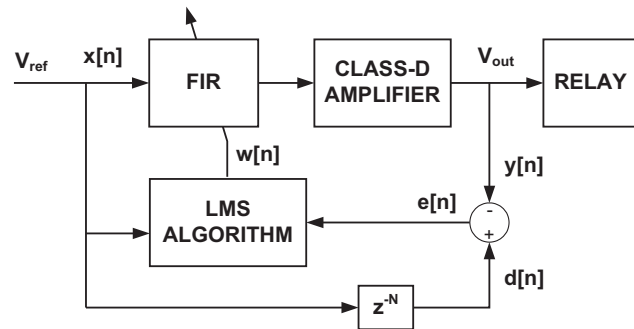 V_ref
x[n]
FIR
CLASS-D
AMPLIFIER
V_out
RELAY
w[n]
y[n]
LMS
ALGORITHM
e[n]
-
+
d[n]
z^-N